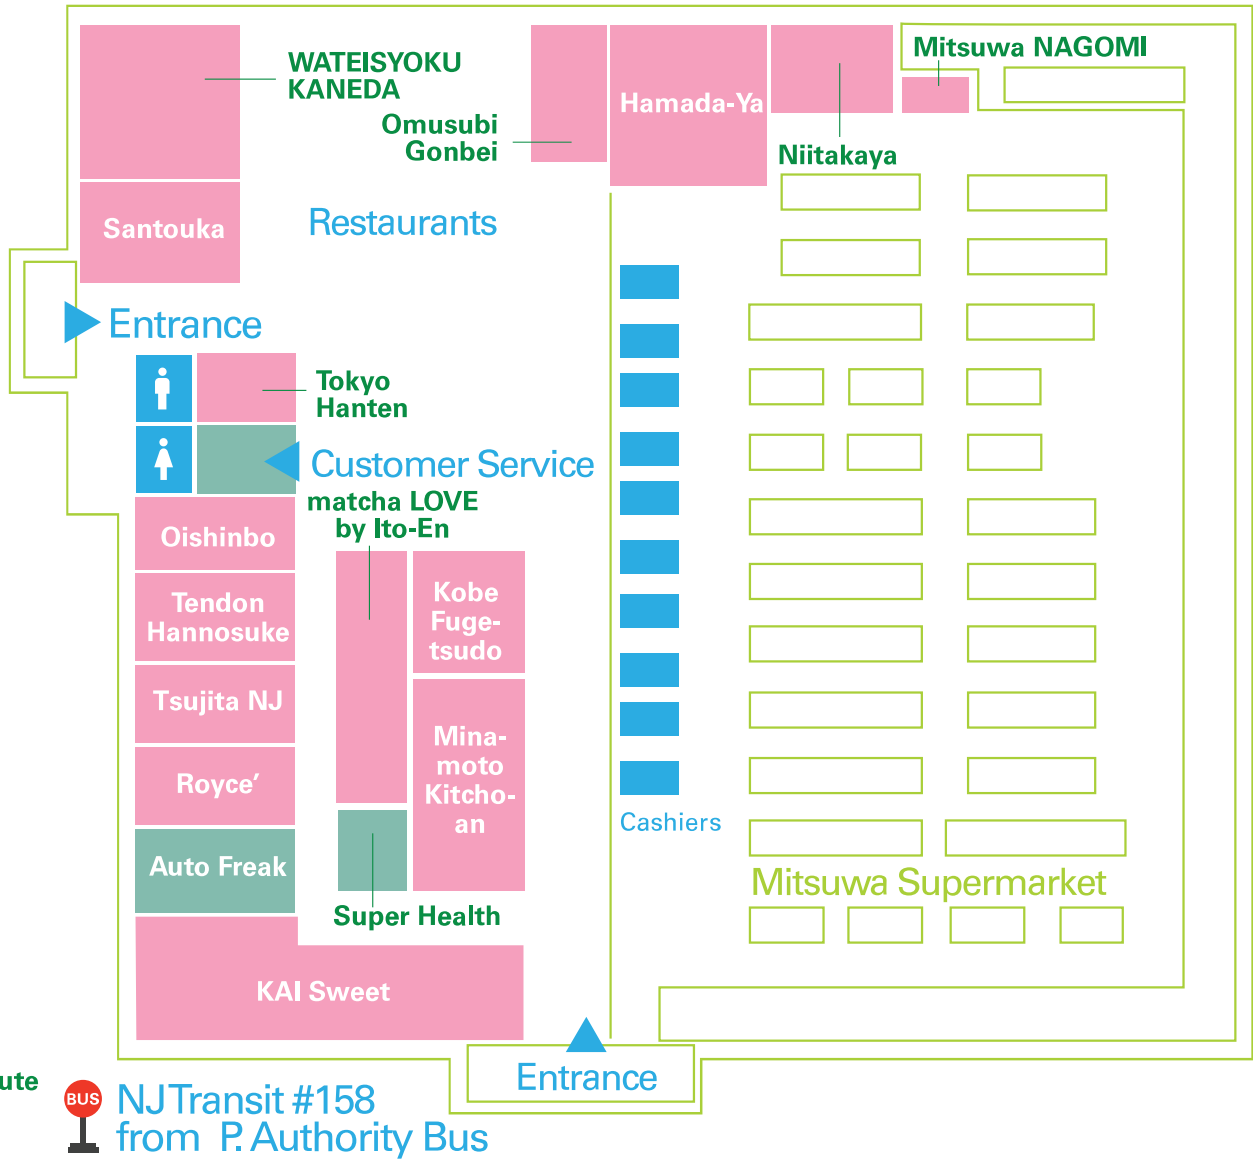 WATEISYOKU
KANEDA
Omusubi
Gonbei
Hamada-Ya
Mitsuwa NAGOMI
Niitakaya
Santouka
Restaurants
Entrance
Tokyo
Hanten
Customer Service
matcha LOVE
by Ito-En
Oishinbo
Tendon
Hannosuke
Kobe
Fuge-
tsudo
Tsujita NJ
Mina-
moto
Kitcho-
an
Royce’
Cashiers
Auto Freak
Mitsuwa Supermarket
Super Health
KAI Sweet
Entrance
ute
BUS
NJ Transit #158
from P. Authority Bus